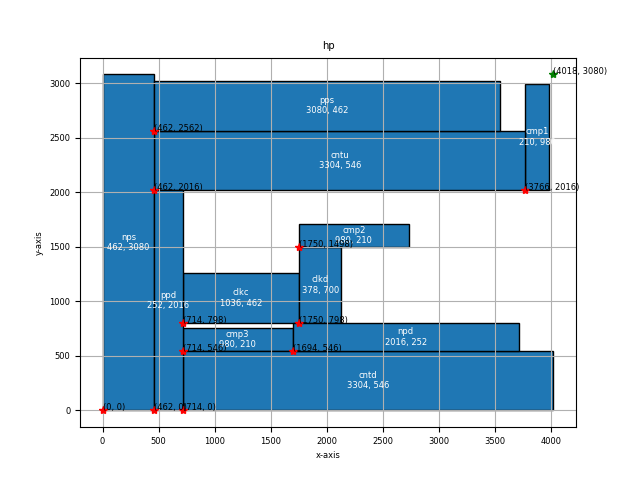 hp
(4018, 3080)
3000
pps
3080, 462
(462, 2562)
2500
cmp1
210, 98
cntu
3304, 546
(462, 2016)
(3766, 2016)
2000
nps
462, 3080
cmp2
980, 210
(1750, 1498)
1500
y-axis
ppd
252, 2016
clkc
1036, 462
clkd
378, 700
1000
(714, 798)
(1750, 798)
cmp3
980, 210
npd
2016, 252
(714, 546)
(1694, 546)
500
cntd
3304, 546
(0, 0)
(462, 0)
(714, 0)
0
0
500
1000
1500
2000
2500
3000
3500
4000
x-axis